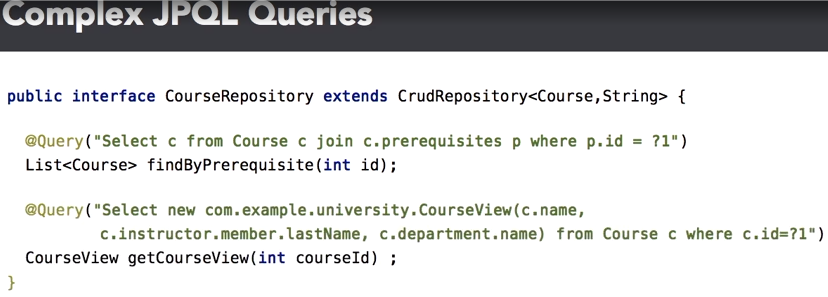 Complex JPQL Queries
public interface CourseRepository extends CrudRepository<Course,String> {
@Query("Select c from Course c join c.prerequisites p where p.id = ?1")
List<Course> findByPrerequisite(int id);
@Query("Select new com.example.university.CourseView(c.name,
c.instructor.member.lastName, c.department.name) from Course c where c.id=?1")
CourseView getCourseView(int courseId) ;
}